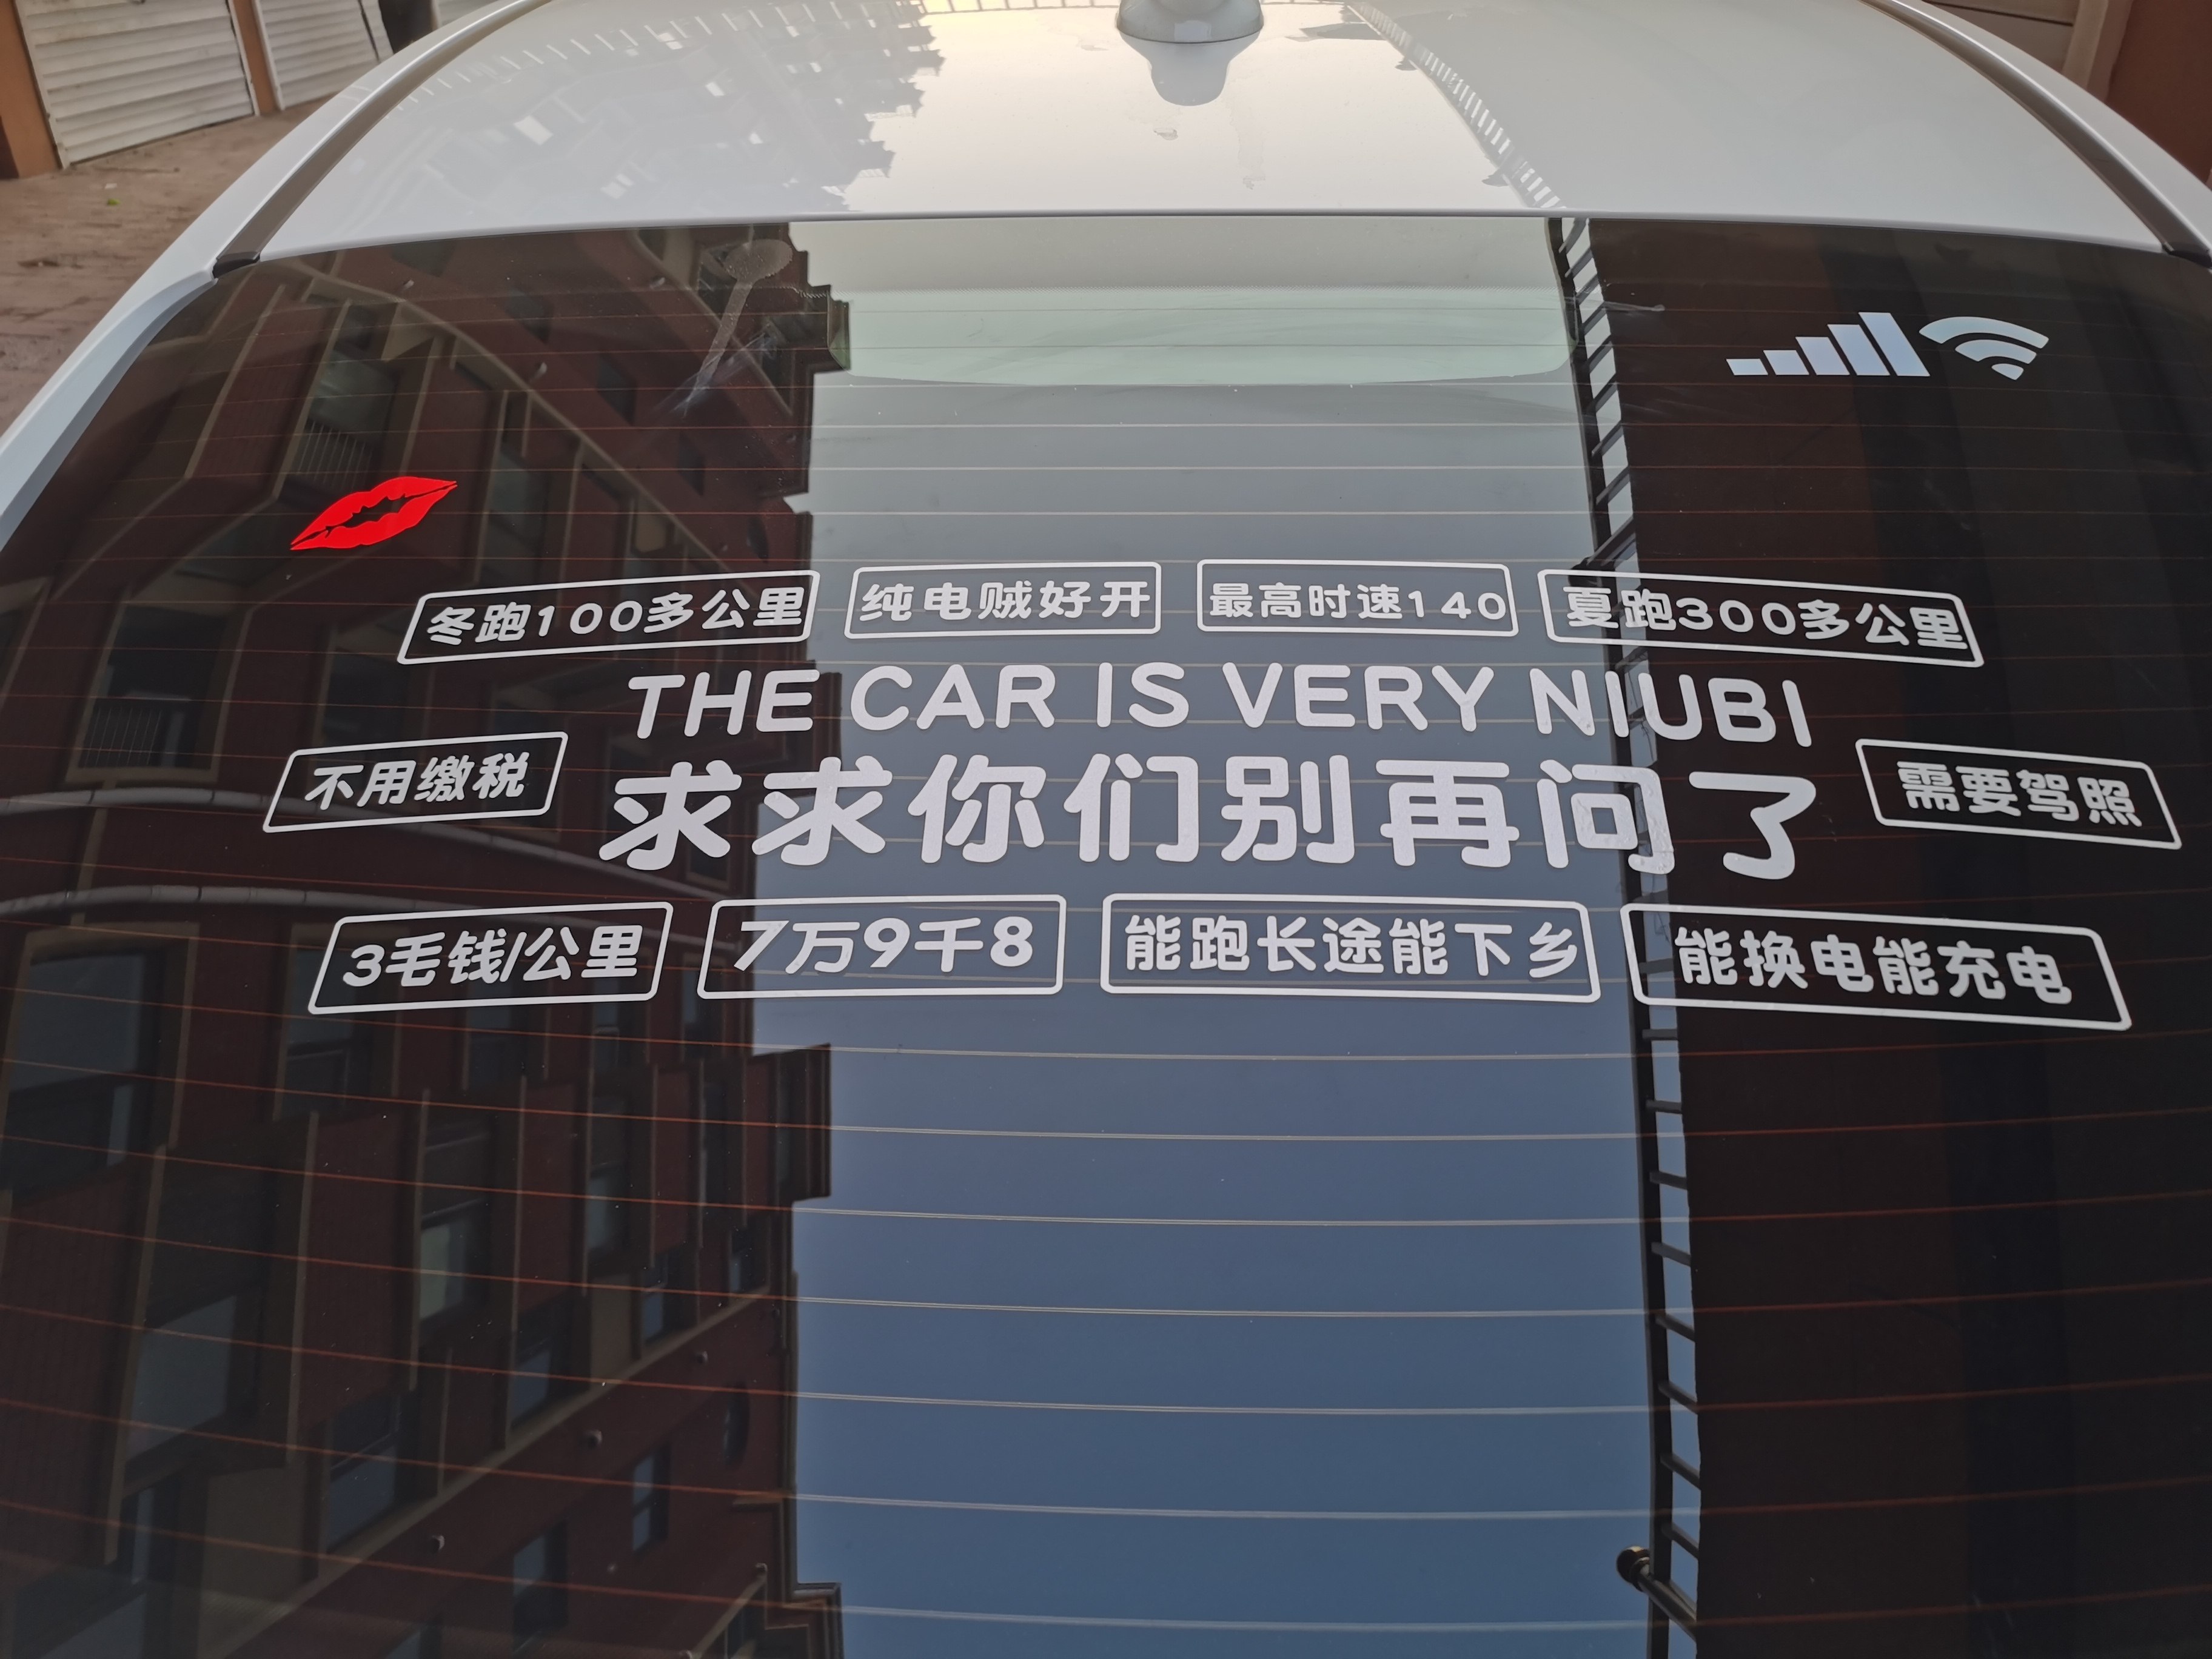 冬跑100多公里 纯电贼好开 最高时速140 夏跑300多公里
THE CAR IS VERY NIUBI
不用缴税 求求你们别再问了 需要驾照
3毛钱/公里 7万9千8 能跑长途能下乡 能换电能充电